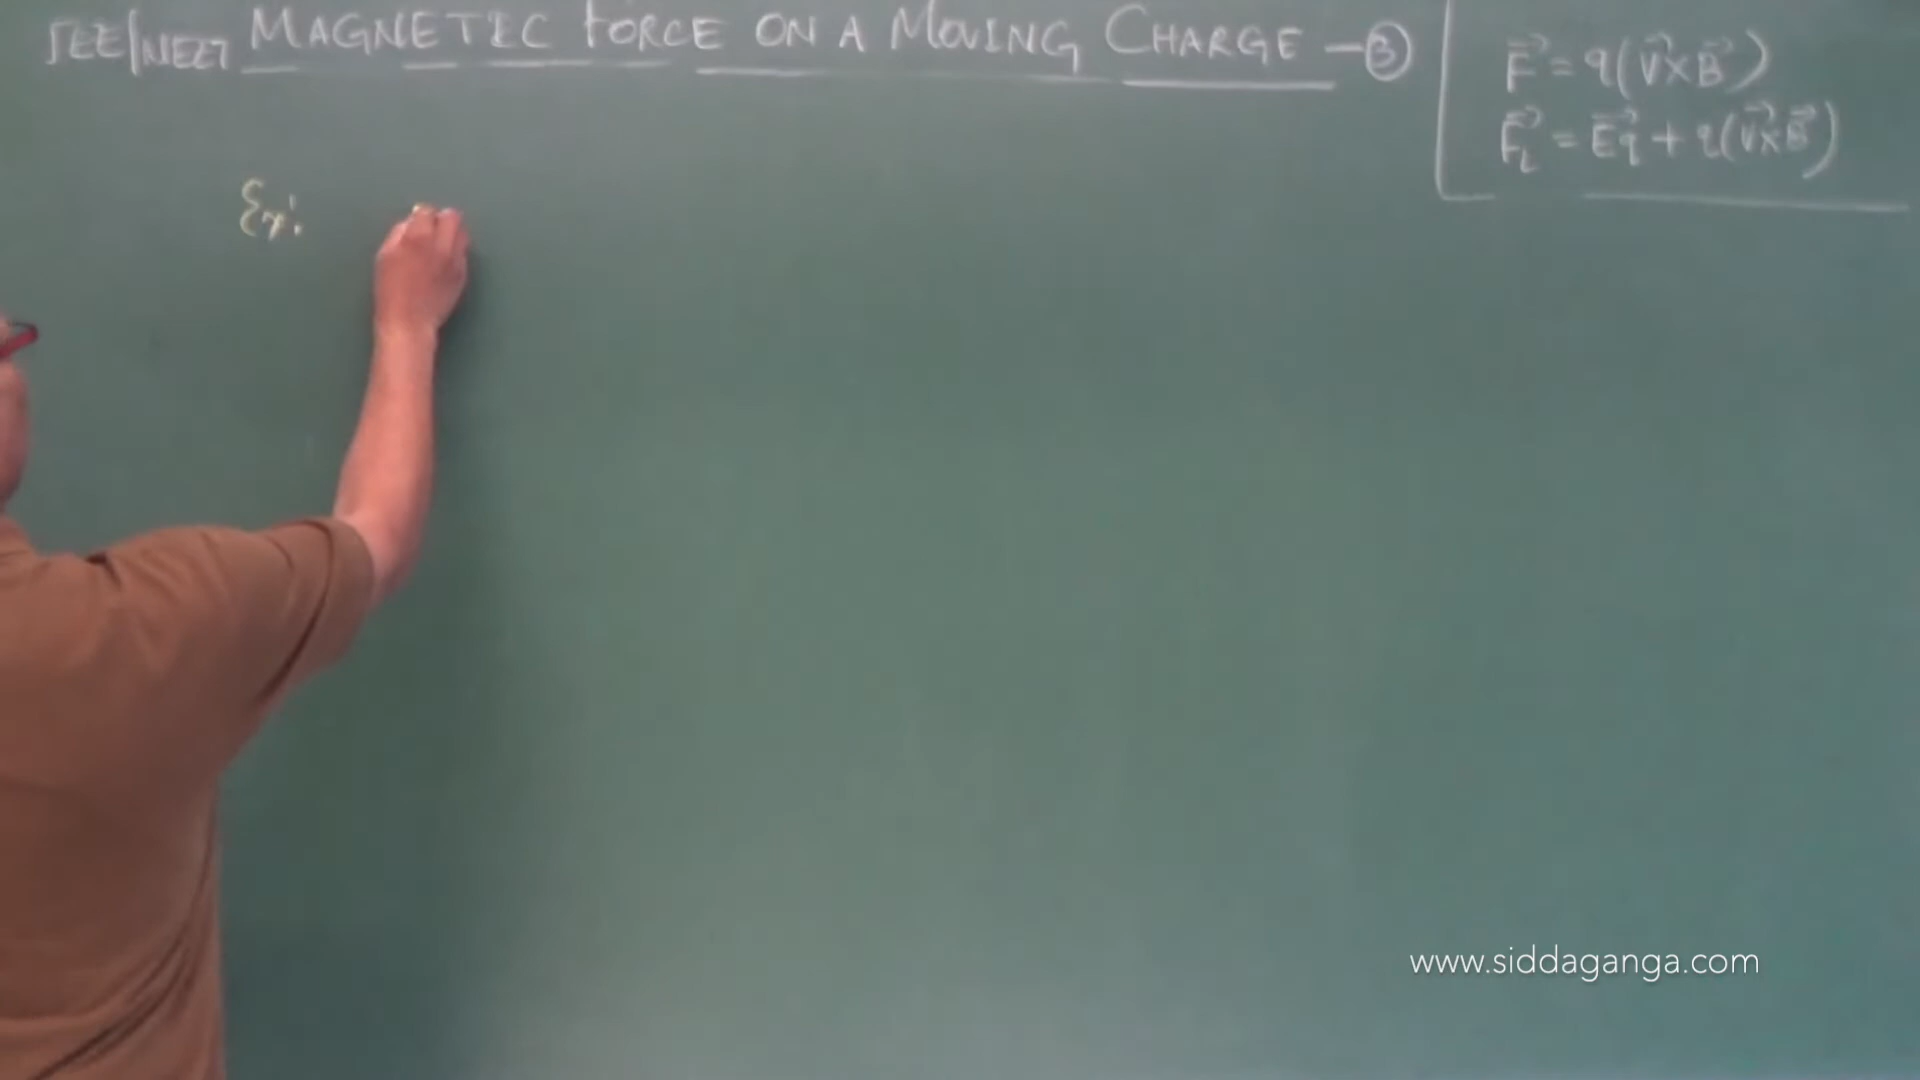 JEE/NEET MAGNETIC FORCE ON A MOVING CHARGE - 3
F⃗ = q(V⃗×B⃗)
F⃗L = E⃗q + q(V⃗×B⃗)
Ex:
www.siddaganga.com